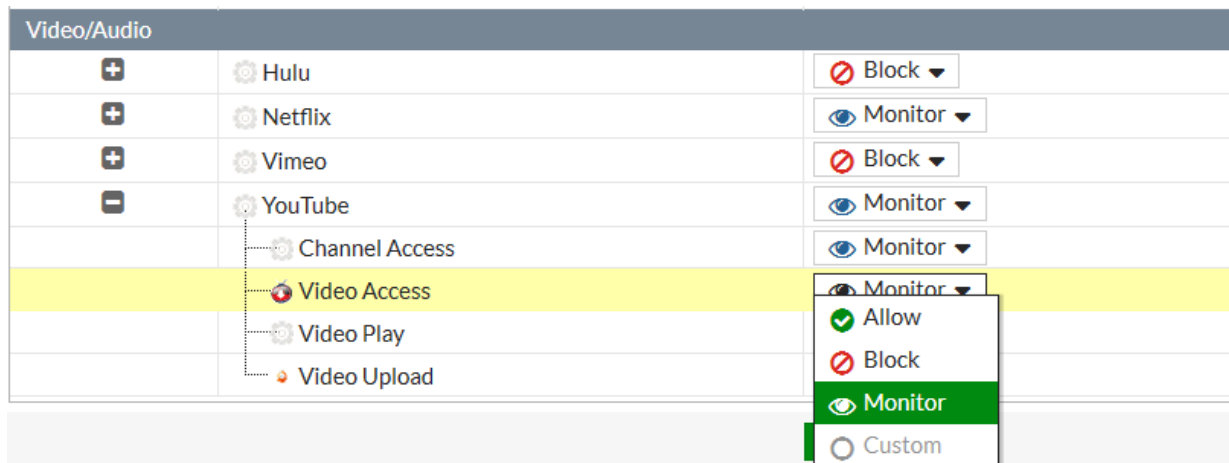 Video/Audio
Hulu Block
Netflix Monitor
Vimeo Block
YouTube Monitor
Channel Access Monitor
Video Access Monitor
Allow
Video Play
Block
Video Upload
Monitor
Custom